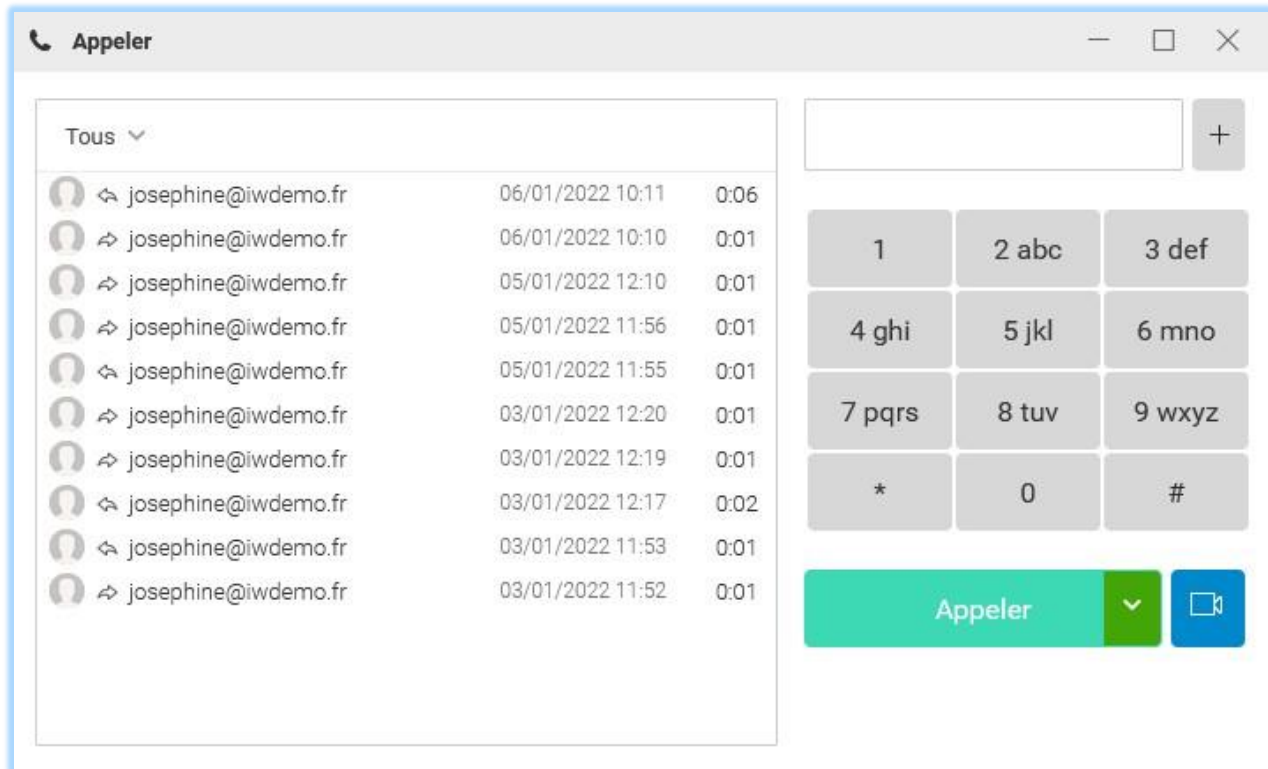 Appeler
Tous
josephine@iwdemo.fr 06/01/2022 10:11 0:06
josephine@iwdemo.fr 06/01/2022 10:10 0:01
josephine@iwdemo.fr 05/01/2022 12:10 0:01
josephine@iwdemo.fr 05/01/2022 11:56 0:01
josephine@iwdemo.fr 05/01/2022 11:55 0:01
josephine@iwdemo.fr 03/01/2022 12:20 0:01
josephine@iwdemo.fr 03/01/2022 12:19 0:01
josephine@iwdemo.fr 03/01/2022 12:17 0:02
josephine@iwdemo.fr 03/01/2022 11:53 0:01
josephine@iwdemo.fr 03/01/2022 11:52 0:01
+
1 2 abc 3 def
4 ghi 5 jkl 6 mno
7 pqrs 8 tuv 9 wxyz
* 0 #
Appeler